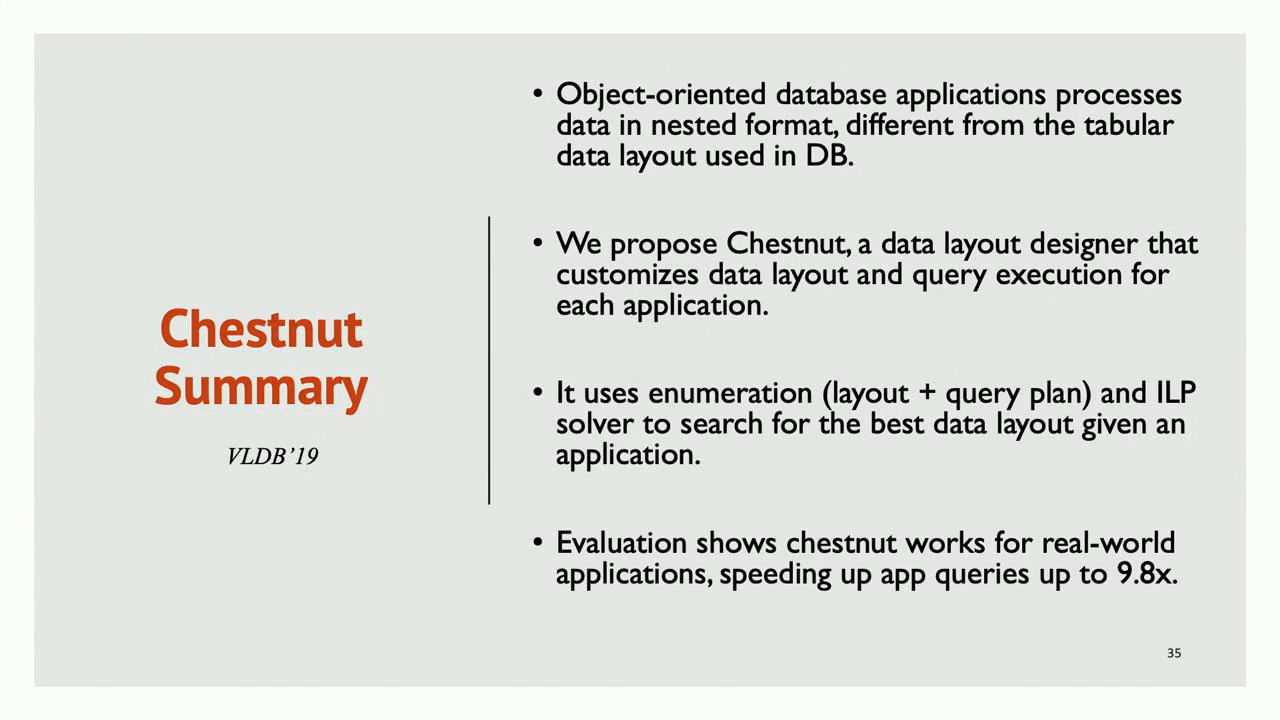 Chestnut
Summary
VLDB’19
• Object-oriented database applications processes
data in nested format, different from the tabular
data layout used in DB.
• We propose Chestnut, a data layout designer that
customizes data layout and query execution for
each application.
• It uses enumeration (layout + query plan) and ILP
solver to search for the best data layout given an
application.
• Evaluation shows chestnut works for real-world
applications, speeding up app queries up to 9.8x.
35